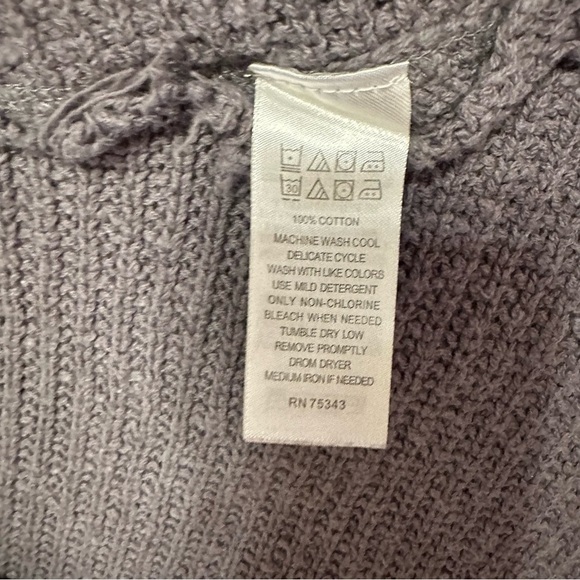 30
100% COTTON
MACHINE WASH COOL
DELICATE CYCLE
WASH WITH LIKE COLORS
USE MILD DETERGENT
ONLY NON-CHLORINE
BLEACH WHEN NEEDED
TUMBLE DRY LOW
REMOVE PROMPTLY
DROM DRYER
MEDIUM IRON IF NEEDED
RN 75343